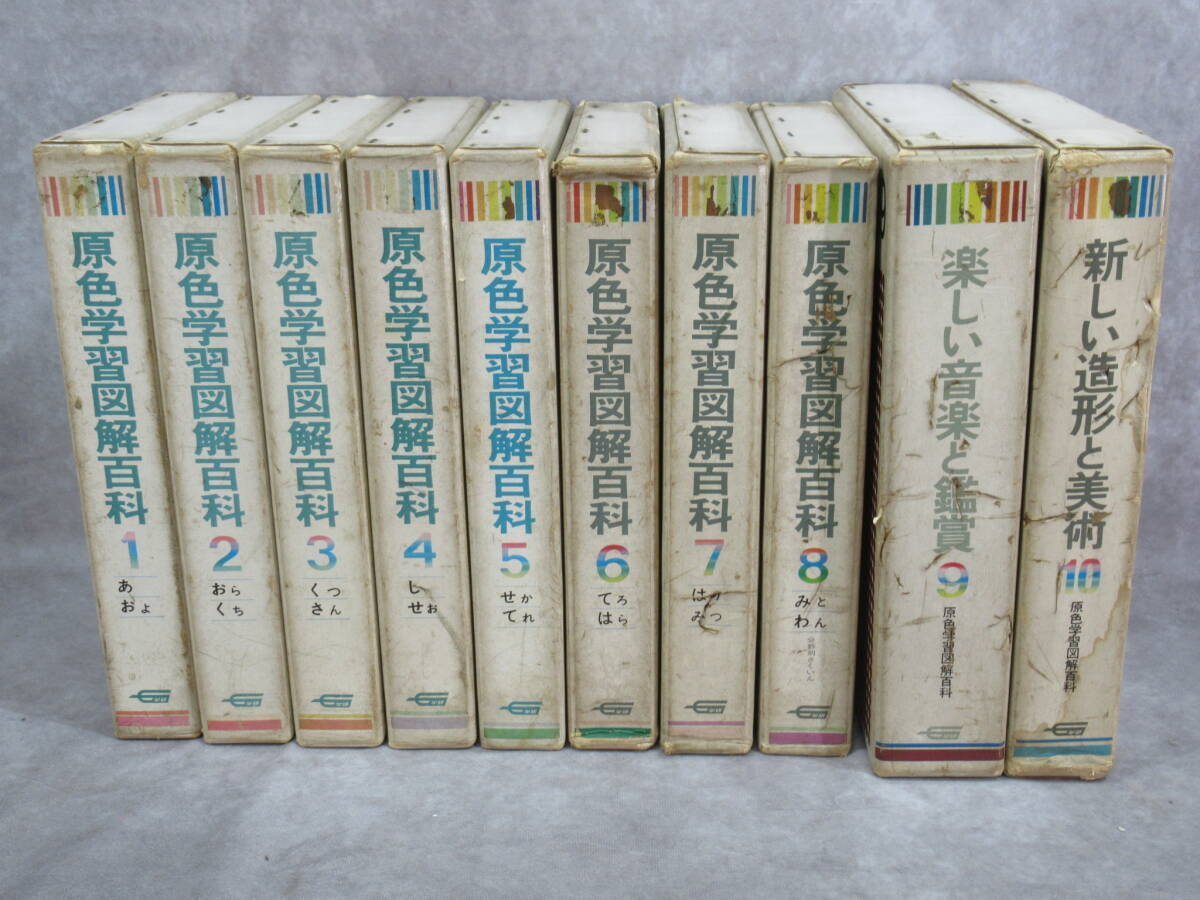 原色学習図解百科
1
あ
およ
原色学習図解百科
2
おら
くち
原色学習図解百科
3
くつ
さん
原色学習図解百科
4
し
せお
原色学習図解百科
5
せか
てれ
原色学習図解百科
6
てろ
はら
原色学習図解百科
7
みつ
原色学習図解百科
8
みと
わん
楽しい音楽と鑑賞
9
原色学習図解百科
新しい造形と美術
10
原色学習図解百科